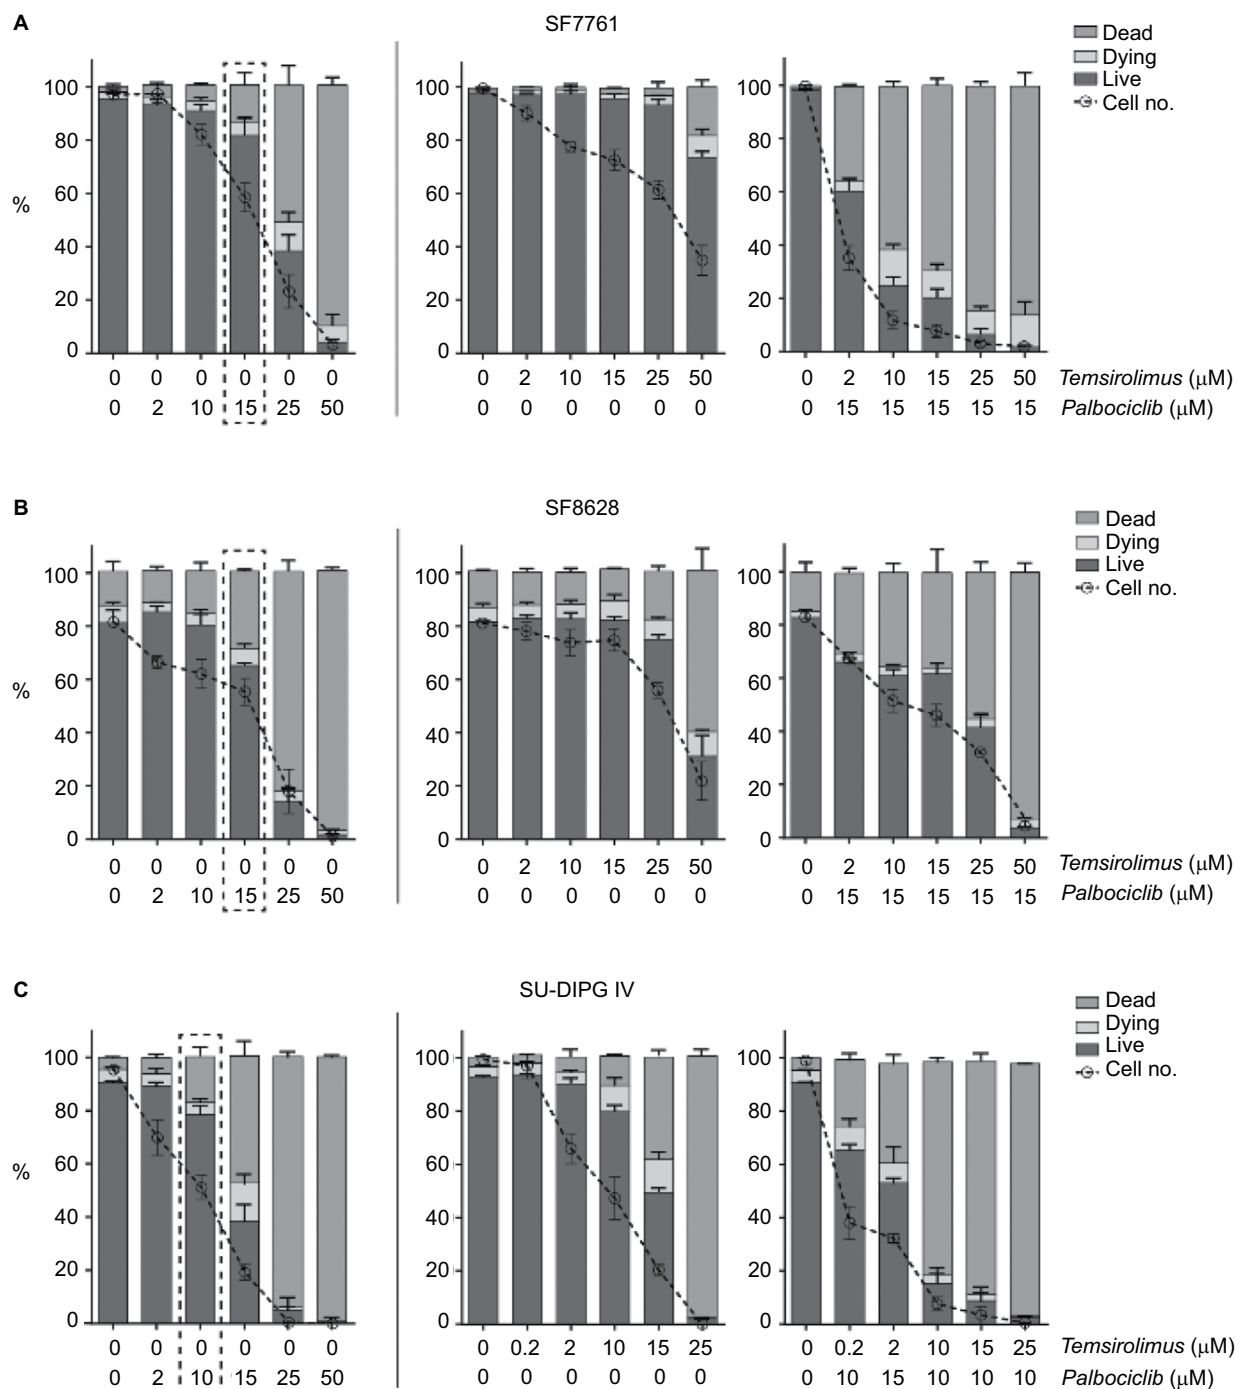 A
SF7761
Dead
Dying
Live
Cell no.
%
100 80 60 40 20 0
100 80 60 40 20 0
100 80 60 40 20 0
0 0 0 0 0 0 0 2 10 15 25 50 0 2 10 15 25 50 Temsirolimus (μM)
0 2 10 15 25 50 0 0 0 0 0 0 0 15 15 15 15 15 Palbociclib (μM)
B
SF8628
Dead
Dying
Live
Cell no.
%
100 80 60 40 20 0
100 80 60 40 20 0
100 80 60 40 20 0
0 0 0 0 0 0 0 2 10 15 25 50 0 2 10 15 25 50 Temsirolimus (μM)
0 2 10 15 25 50 0 0 0 0 0 0 0 15 15 15 15 15 Palbociclib (μM)
C
SU-DIPG IV
Dead
Dying
Live
Cell no.
%
100 80 60 40 20 0
100 80 60 40 20 0
100 80 60 40 20 0
0 0 0 0 0 0 0 0.2 2 10 15 25 0 0.2 2 10 15 25 Temsirolimus (μM)
0 2 10 15 25 50 0 0 0 0 0 0 0 10 10 10 10 10 Palbociclib (μM)